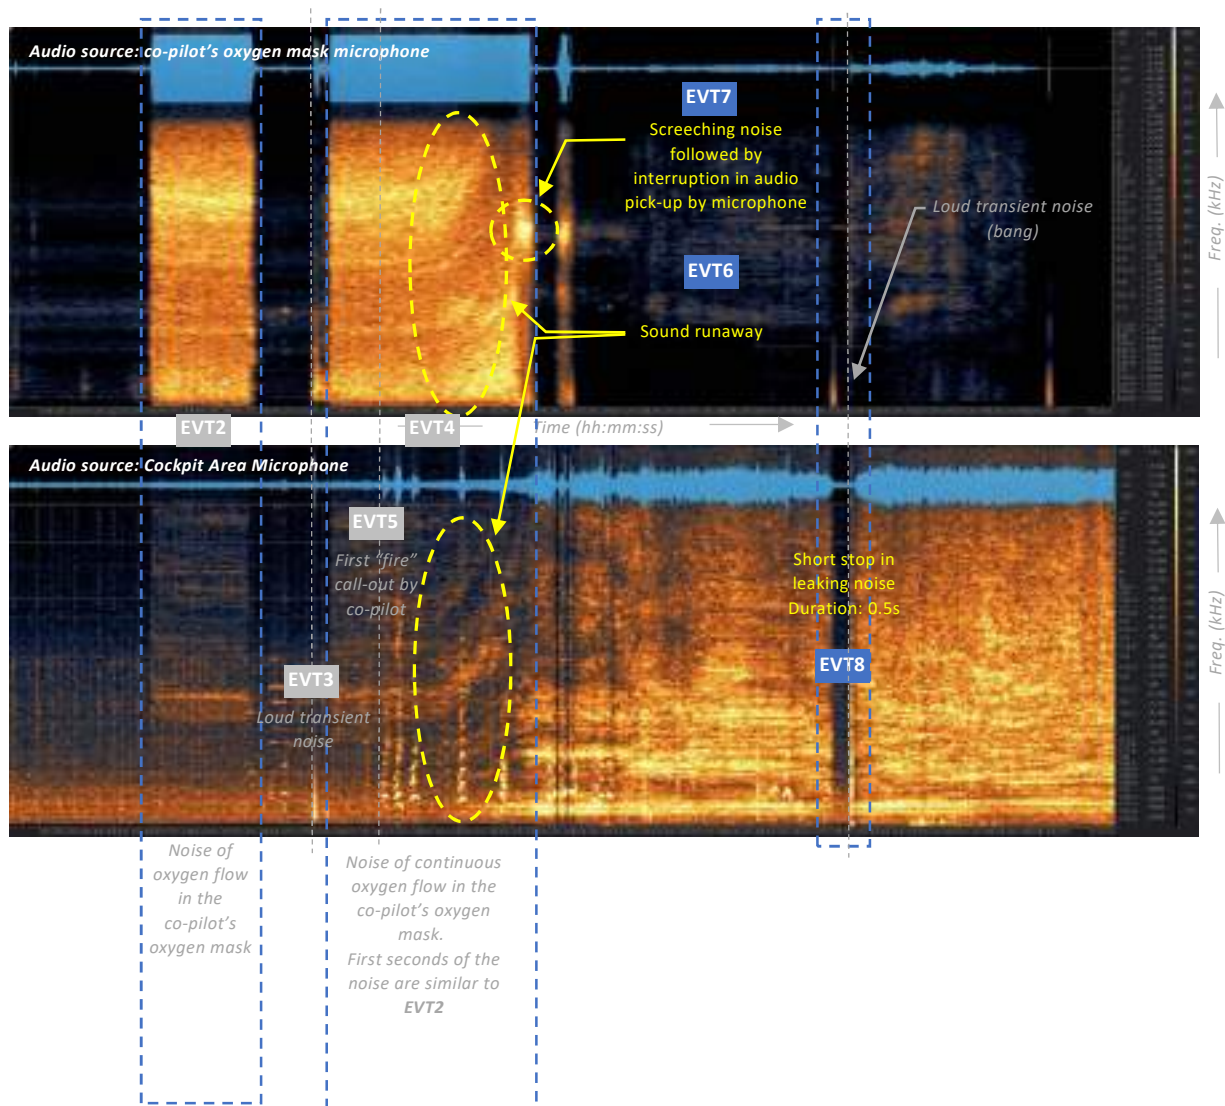 Audio source: co-pilot's oxygen mask microphone
EVT7
Screeching noise
followed by
interruption in audio
pick-up by microphone
Loud transient noise
(bang)
EVT6
Sound runaway
Freq. (kHz)
EVT2
EVT4
Time (hh:mm:ss)
Audio source: Cockpit Area Microphone
EVT5
First "fire"
call-out by
co-pilot
Short stop in
leaking noise
Duration: 0.5s
EVT8
EVT3
Loud transient
noise
Freq. (kHz)
Noise of
oxygen flow
in the
co-pilot's
oxygen mask
Noise of continuous
oxygen flow in the
co-pilot's oxygen
mask.
First seconds of the
noise are similar to
EVT2